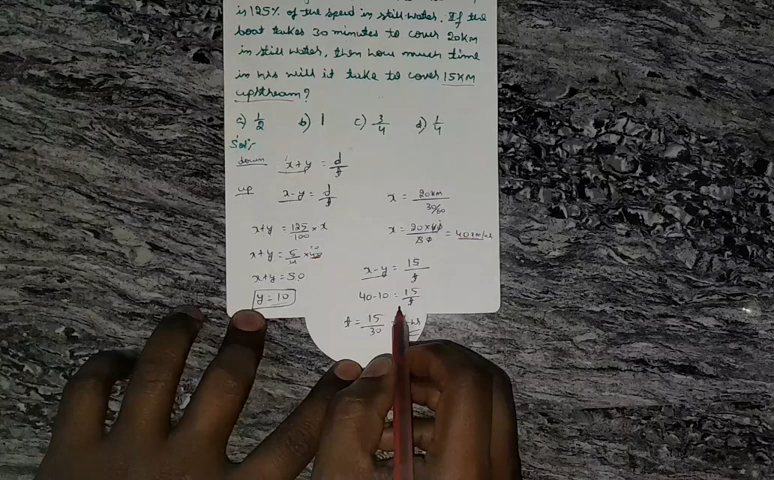 is 125% of the speed in still water. If the
boat takes 30 minutes to cover 20km
in still water, then how much time
in hrs will it take to cover 15km
upstream?
a) 1/2 b) 1 c) 3/4 d) 1/4
Sol:-
down x+y = d/t
up x-y = d/t
x = 20km / 30/60
x+y = 125/100 × x
x = 20×60 / 30 = 40km/hr
x+y = 5/4 × 40 10
x-y = 15/t
x+y = 50
40-10 = 15/t
y = 10
t = 15/30